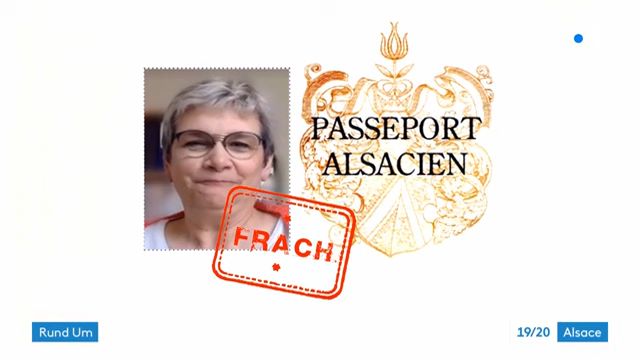 PASSEPORT
ALSACIEN
FRACH
Rund Um
19/20 Alsace